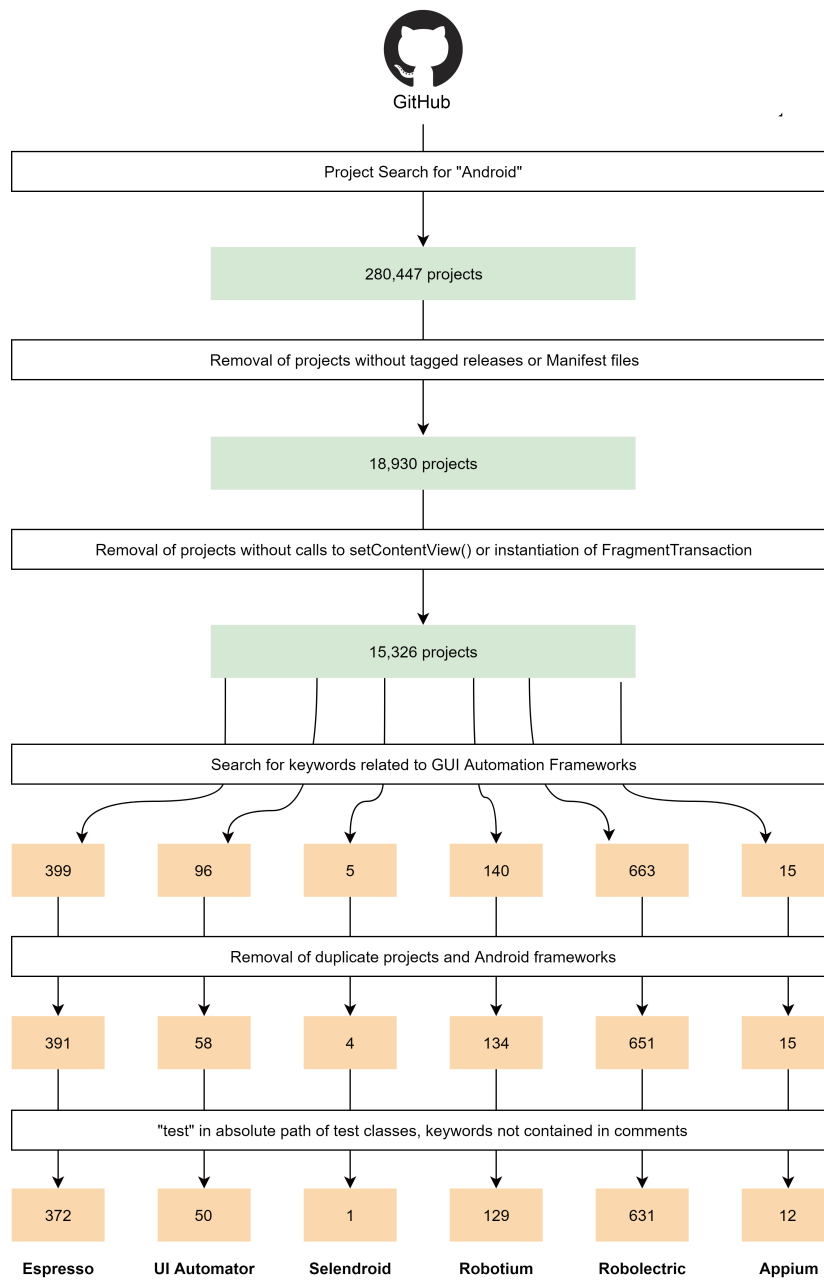 GitHub
Project Search for "Android"
280,447 projects
Removal of projects without tagged releases or Manifest files
18,930 projects
Removal of projects without calls to setContentView() or instantiation of FragmentTransaction
15,326 projects
Search for keywords related to GUI Automation Frameworks
399 96 5 140 663 15
Removal of duplicate projects and Android frameworks
391 58 4 134 651 15
"test" in absolute path of test classes, keywords not contained in comments
372 50 1 129 631 12
Espresso UI Automator Selendroid Robotium Robolectric Appium